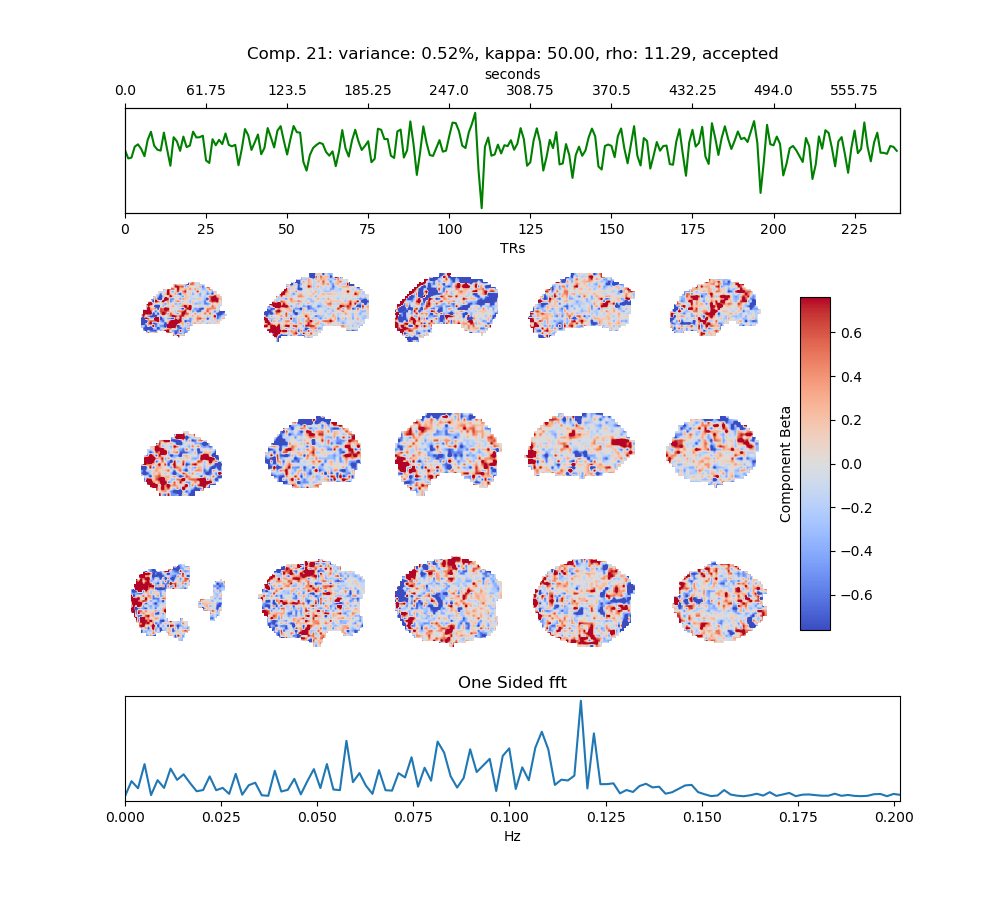 Comp. 21: variance: 0.52%, kappa: 50.00, rho: 11.29, accepted
seconds
0.0 61.75 123.5 185.25 247.0 308.75 370.5 432.25 494.0 555.75
0 25 50 75 100 125 150 175 200 225
TRs
0.6
0.4
0.2
0.0
−0.2
−0.4
−0.6
Component Beta
One Sided fft
0.000 0.025 0.050 0.075 0.100 0.125 0.150 0.175 0.200
Hz